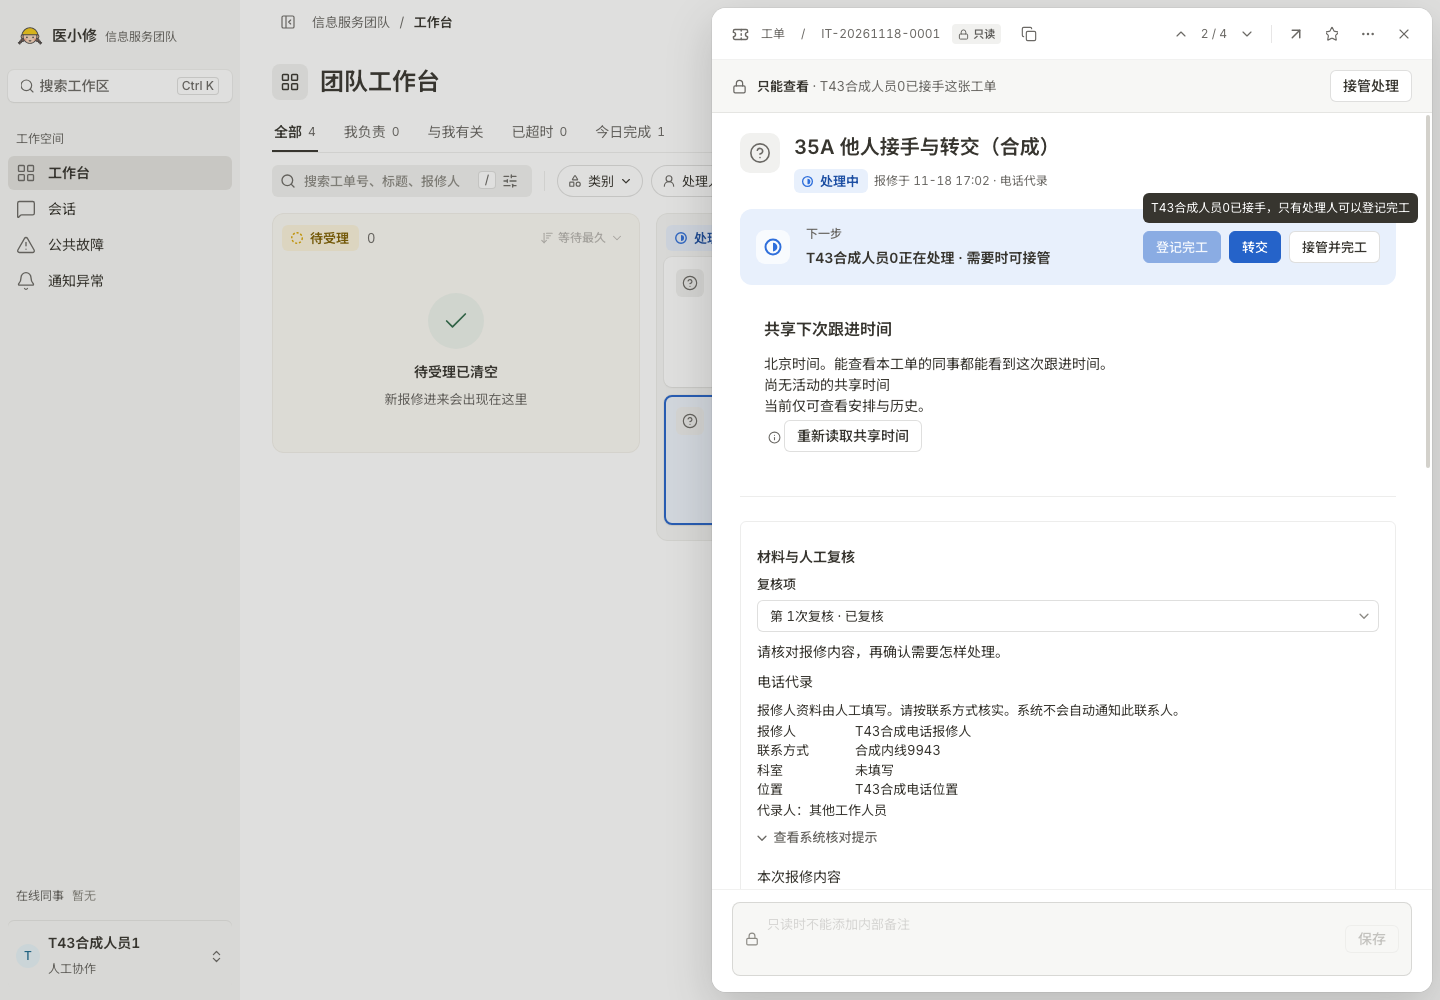 医小修 信息服务团队
搜索工作区 Ctrl K
工作空间
工作台
会话
公共故障
通知异常
在线同事 暂无
T T43合成人员1
人工协作
信息服务团队 / 工作台
团队工作台
全部 4 我负责 0 与我有关 已超时 0 今日完成 1
搜索工单号、标题、报修人 / 类别 处理
待受理 0 等待最久
待受理已清空
新报修进来会出现在这里
工单 / IT-20261118-0001 只读 2 / 4
只能查看 · T43合成人员0已接手这张工单 接管处理
35A 他人接手与转交（合成）
处理中 报修于 11-18 17:02 · 电话代录
T43合成人员0已接手，只有处理人可以登记完工
下一步
T43合成人员0正在处理 · 需要时可接管
登记完工 转交 接管并完工
共享下次跟进时间
北京时间。能查看本工单的同事都能看到这次跟进时间。
尚无活动的共享时间
当前仅可查看安排与历史。
重新读取共享时间
材料与人工复核
复核项
第 1次复核 · 已复核
请核对报修内容，再确认需要怎样处理。
电话代录
报修人资料由人工填写。请按联系方式核实。系统不会自动通知此联系人。
报修人 T43合成电话报修人
联系方式 合成内线9943
科室 未填写
位置 T43合成电话位置
代录人：其他工作人员
查看系统核对提示
本次报修内容
只读时不能添加内部备注
保存